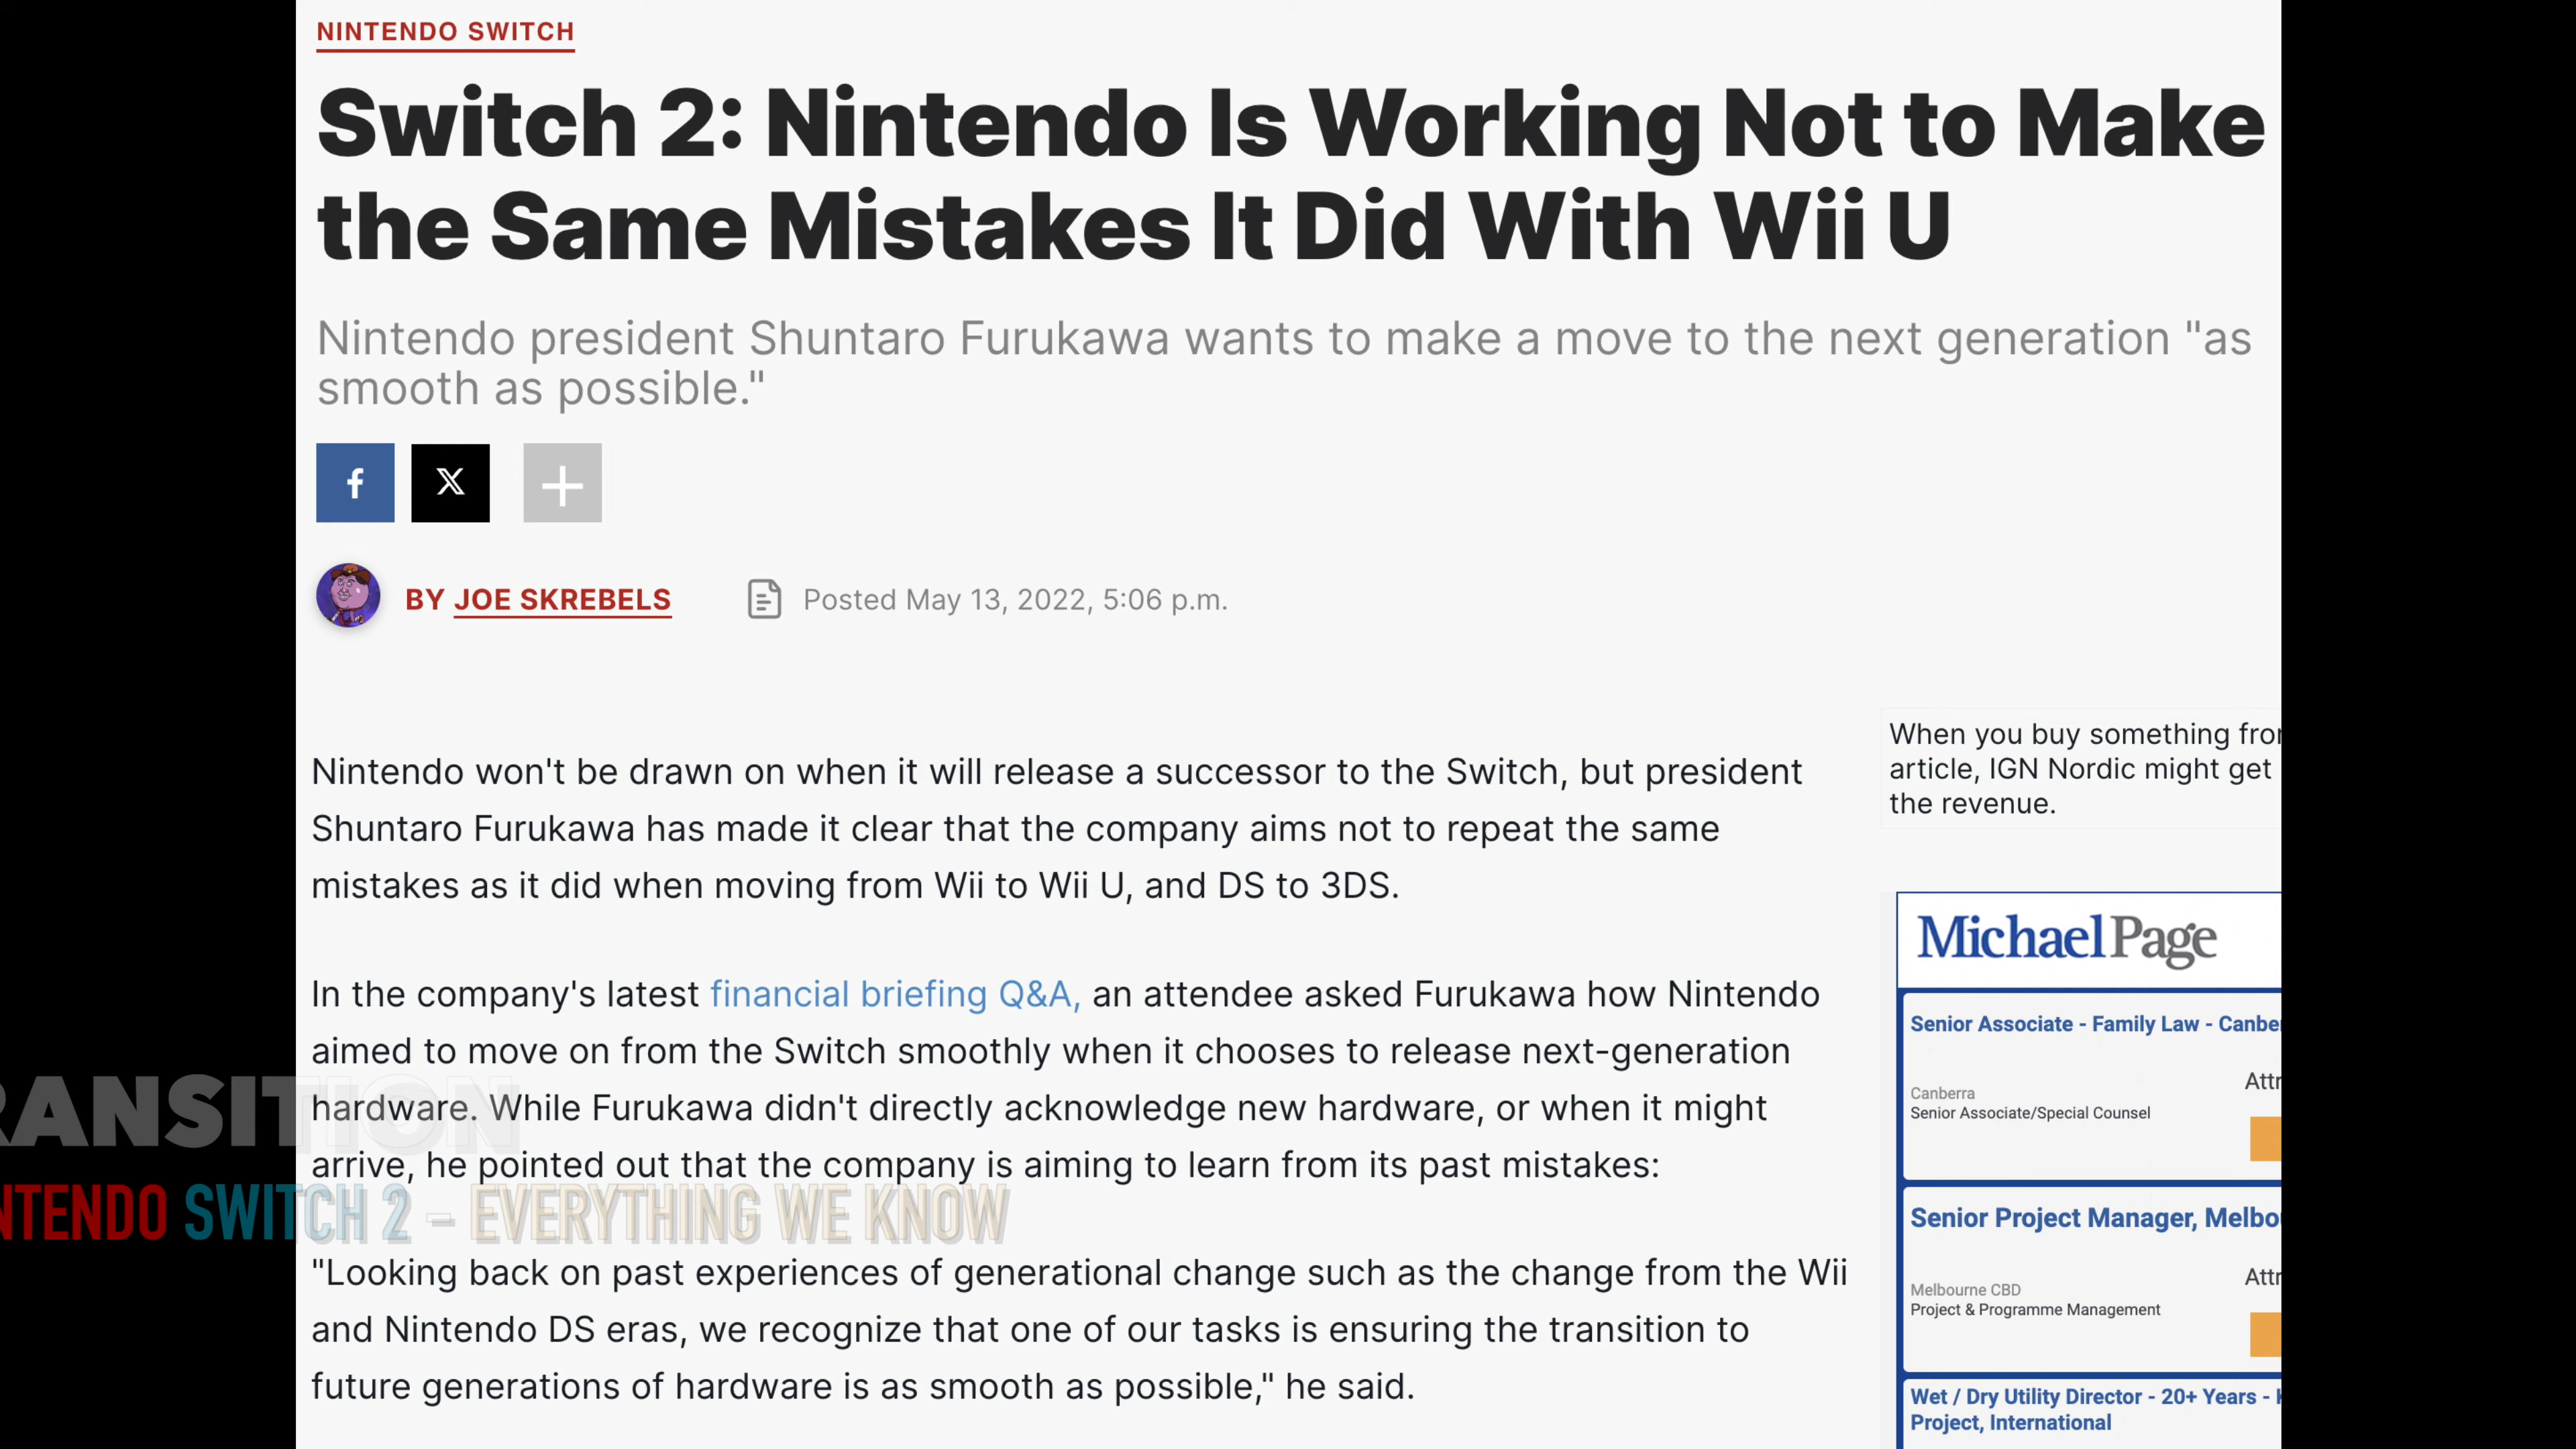 NINTENDO SWITCH
Switch 2: Nintendo Is Working Not to Make
the Same Mistakes It Did With Wii U
Nintendo president Shuntaro Furukawa wants to make a move to the next generation "as
smooth as possible."
BY JOE SKREBELS
Posted May 13, 2022, 5:06 p.m.
Nintendo won't be drawn on when it will release a successor to the Switch, but president
Shuntaro Furukawa has made it clear that the company aims not to repeat the same
mistakes as it did when moving from Wii to Wii U, and DS to 3DS.
In the company's latest financial briefing Q&A, an attendee asked Furukawa how Nintendo
aimed to move on from the Switch smoothly when it chooses to release next-generation
hardware. While Furukawa didn't directly acknowledge new hardware, or when it might
arrive, he pointed out that the company is aiming to learn from its past mistakes:
"Looking back on past experiences of generational change such as the change from the Wii
and Nintendo DS eras, we recognize that one of our tasks is ensuring the transition to
future generations of hardware is as smooth as possible," he said.
RANSITION
NTENDO SWITCH 2 - EVERYTHING WE KNOW
When you buy something fro
article, IGN Nordic might get
the revenue.
Michael Page
Senior Associate - Family Law - Canbe
Attr
Canberra
Senior Associate/Special Counsel
Senior Project Manager, Melbo
Attr
Melbourne CBD
Project & Programme Management
Wet / Dry Utility Director - 20+ Years -
Project, International